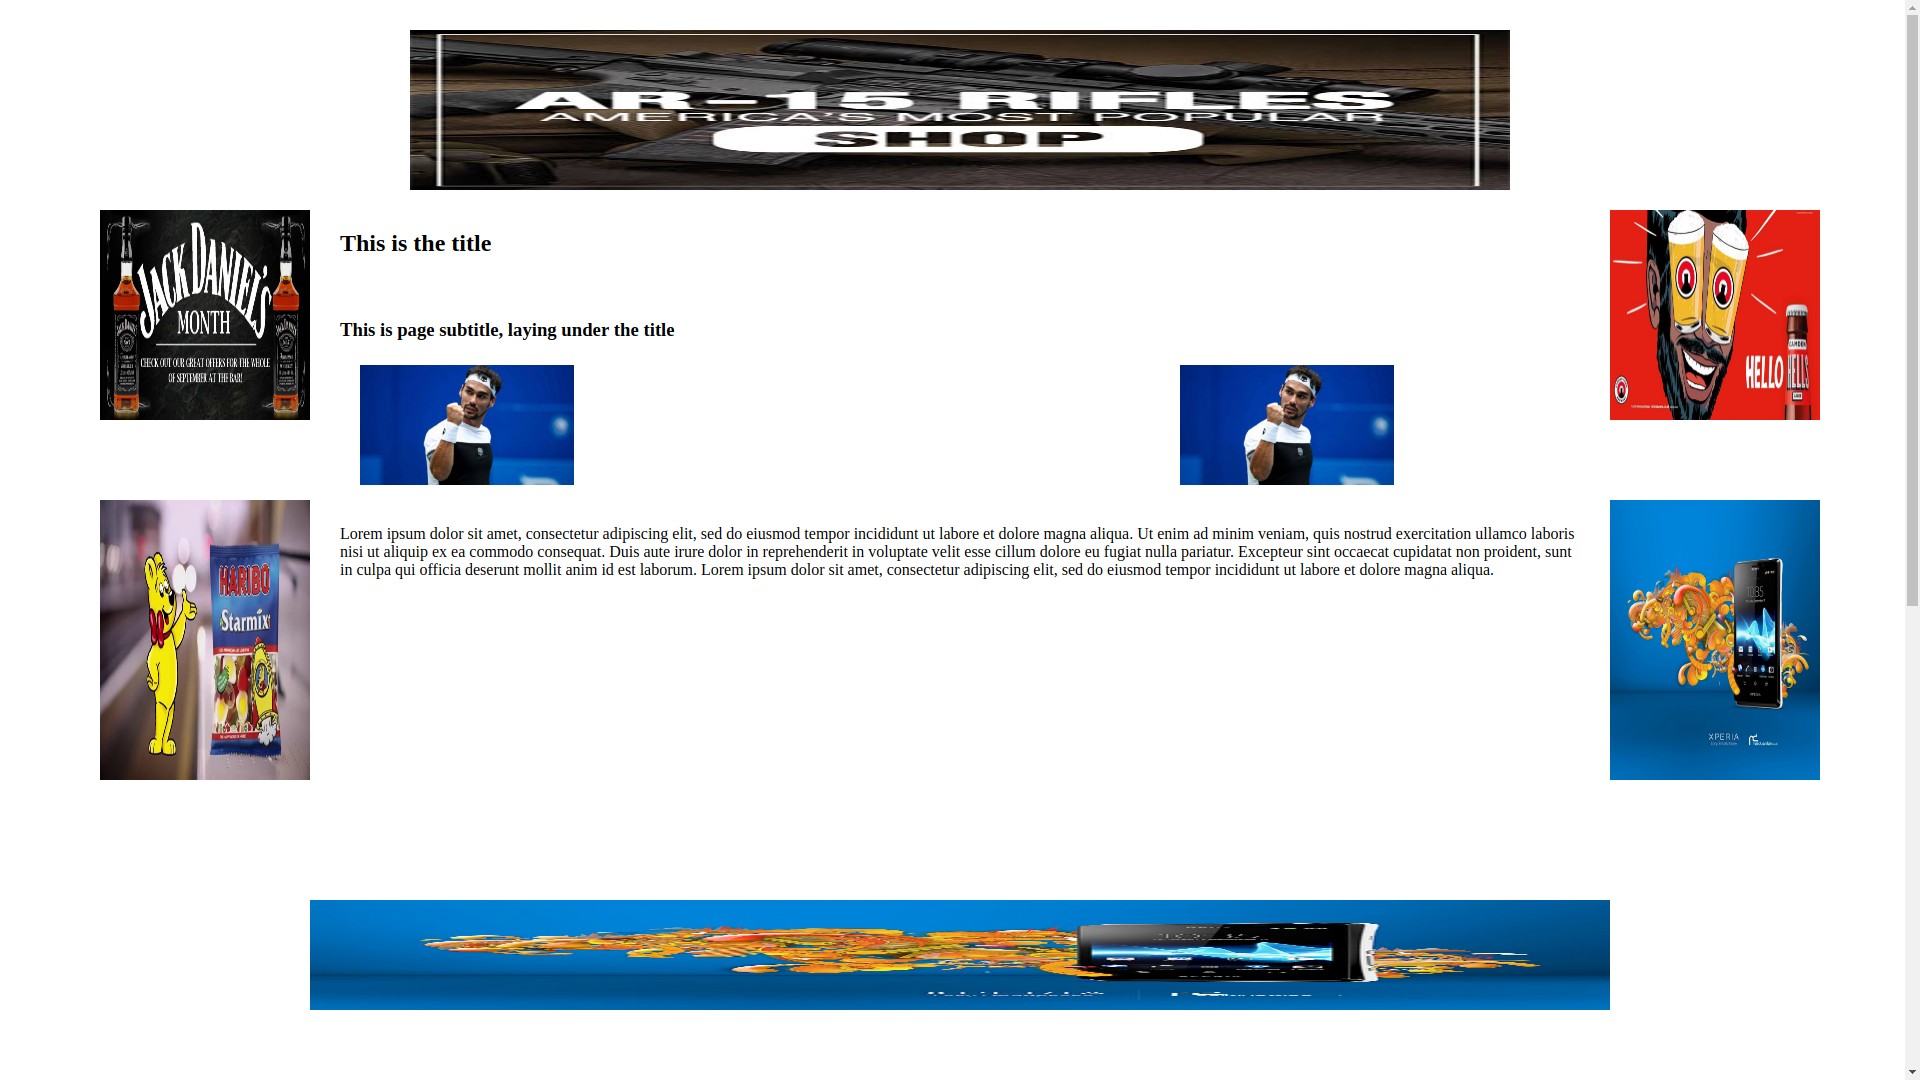 AR-15 RIFLES
AMERICA'S MOST POPULAR
SHOP
JACK DANIEL'S
MONTH
CHECK OUT OUR GREAT OFFERS FOR THE WHOLE
OF SEPTEMBER AT THE BAR!
This is the title
This is page subtitle, laying under the title
HELLO
HELLS
CAMDEN
HARIBO
Starmix
Lorem ipsum dolor sit amet, consectetur adipiscing elit, sed do eiusmod tempor incididunt ut labore et dolore magna aliqua. Ut enim ad minim veniam, quis nostrud exercitation ullamco laboris
nisi ut aliquip ex ea commodo consequat. Duis aute irure dolor in reprehenderit in voluptate velit esse cillum dolore eu fugiat nulla pariatur. Excepteur sint occaecat cupidatat non proident, sunt
in culpa qui officia deserunt mollit anim id est laborum. Lorem ipsum dolor sit amet, consectetur adipiscing elit, sed do eiusmod tempor incididunt ut labore et dolore magna aliqua.
XPERIA